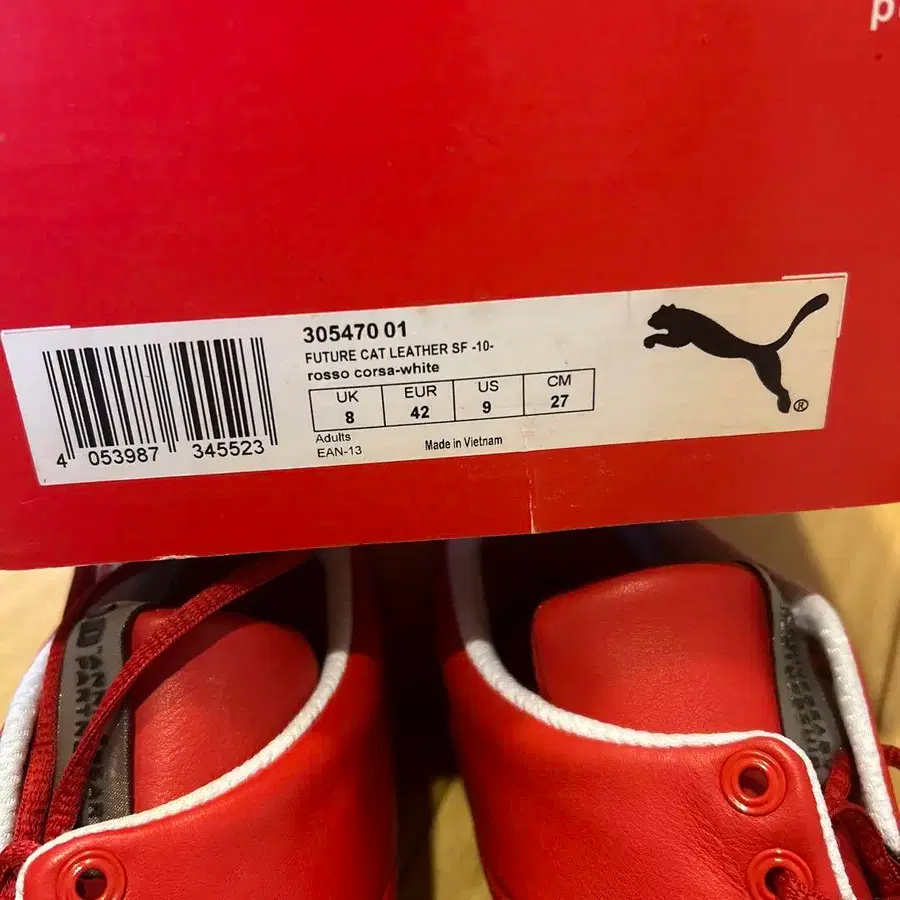 305470 01
FUTURE CAT LEATHER SF -10-
rosso corsa-white
UK EUR US CM
8 42 9 27
Adults
EAN-13
Made in Vietnam
4 053987 345523
®